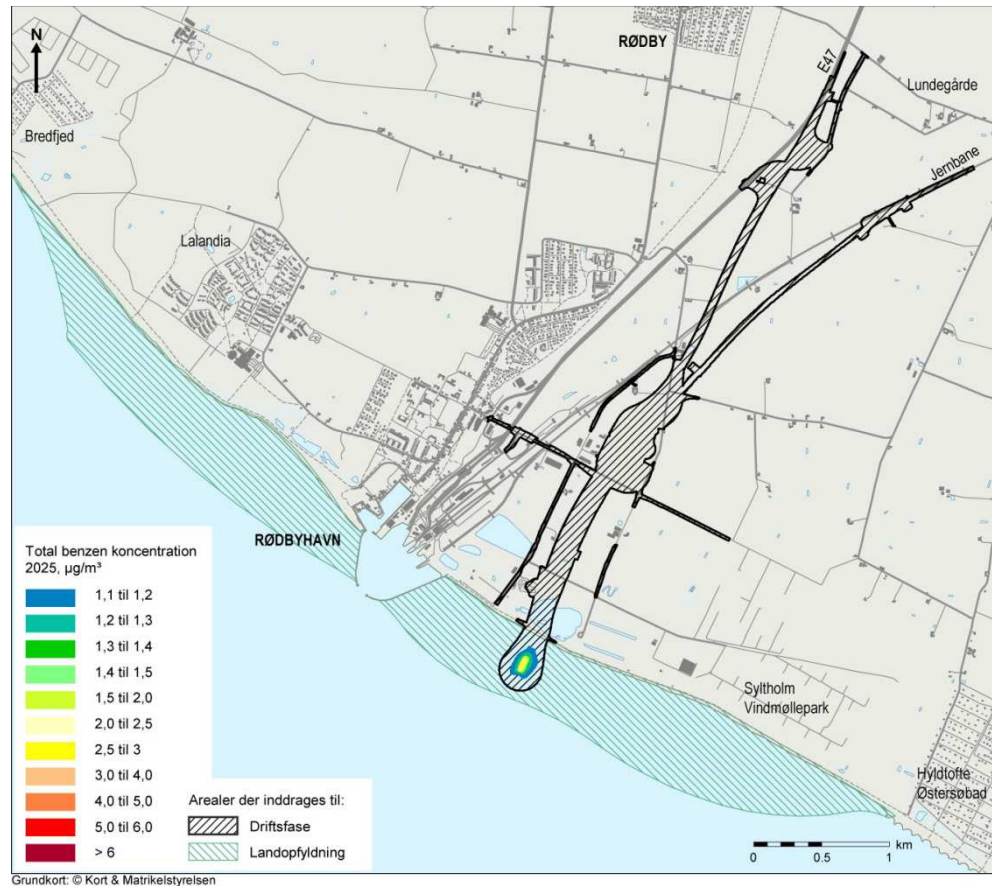 RØDBY
E47
Lundegårde
N
Bredfjed
Jernbane
Lalandia
RØDBYHAVN
Total benzen koncentration
2025, µg/m³
1,1 til 1,2
1,2 til 1,3
1,3 til 1,4
1,4 til 1,5
1,5 til 2,0
2,0 til 2,5
2,5 til 3
3,0 til 4,0
4,0 til 5,0
5,0 til 6,0
> 6
Arealer der inddrages til:
Driftsfase
Landopfyldning
Syltholm
Vindmøllepark
Hyldtofte
Østersøbad
km
0 0.5 1
Grundkort: © Kort & Matrikelstyrelsen